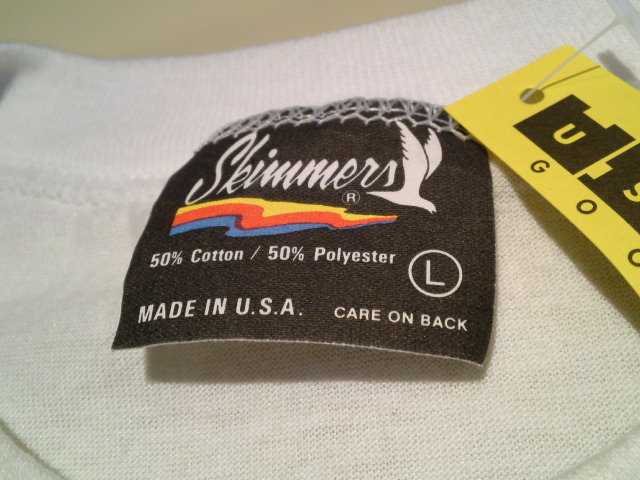 Skimmers
®
50% Cotton / 50% Polyester
L
MADE IN U.S.A.
CARE ON BACK